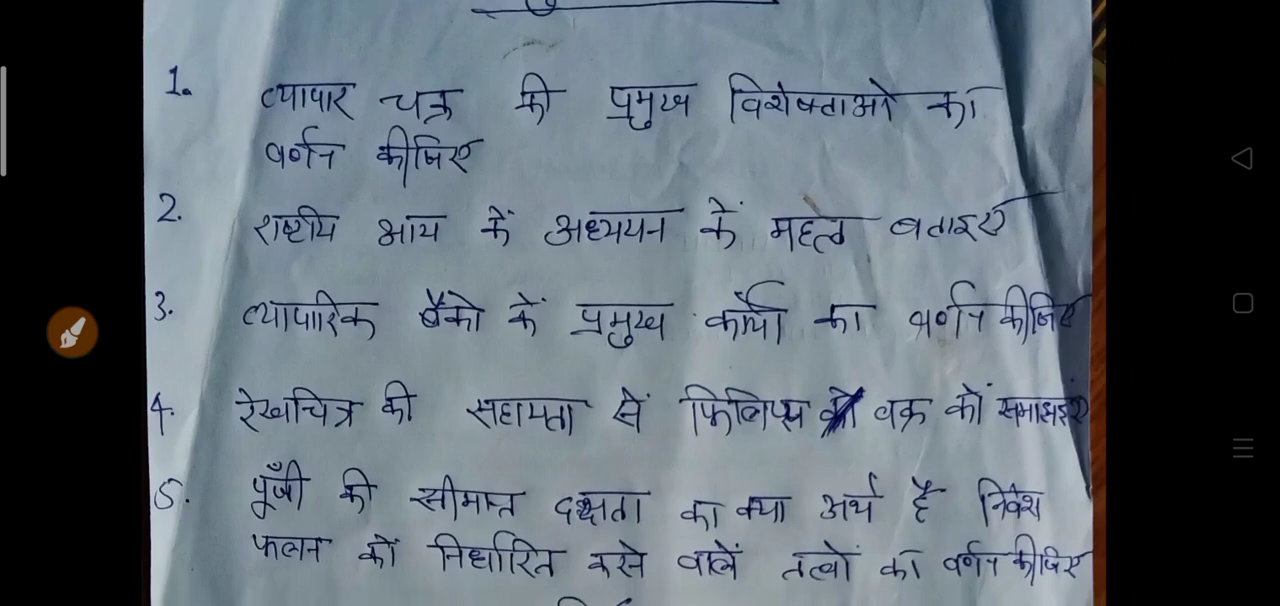 1. व्यापार चक्र की प्रमुख विशेषताओ का
वर्णन कीजिए
2. राष्ट्रीय आय कें अध्ययन कें महत्व बताइए
3. व्यापारिक बैंको कें प्रमुख कार्यो का वर्णन कीजिए
4. रेखाचित्र की सहायता सें फिलिप्स वक्र कों समझाइए
5. पूँजी की सीमान्त दक्षता का क्या अर्थ है निवेश
फलन कों निर्धारित करने वालें तत्वों का वर्णन कीजिए